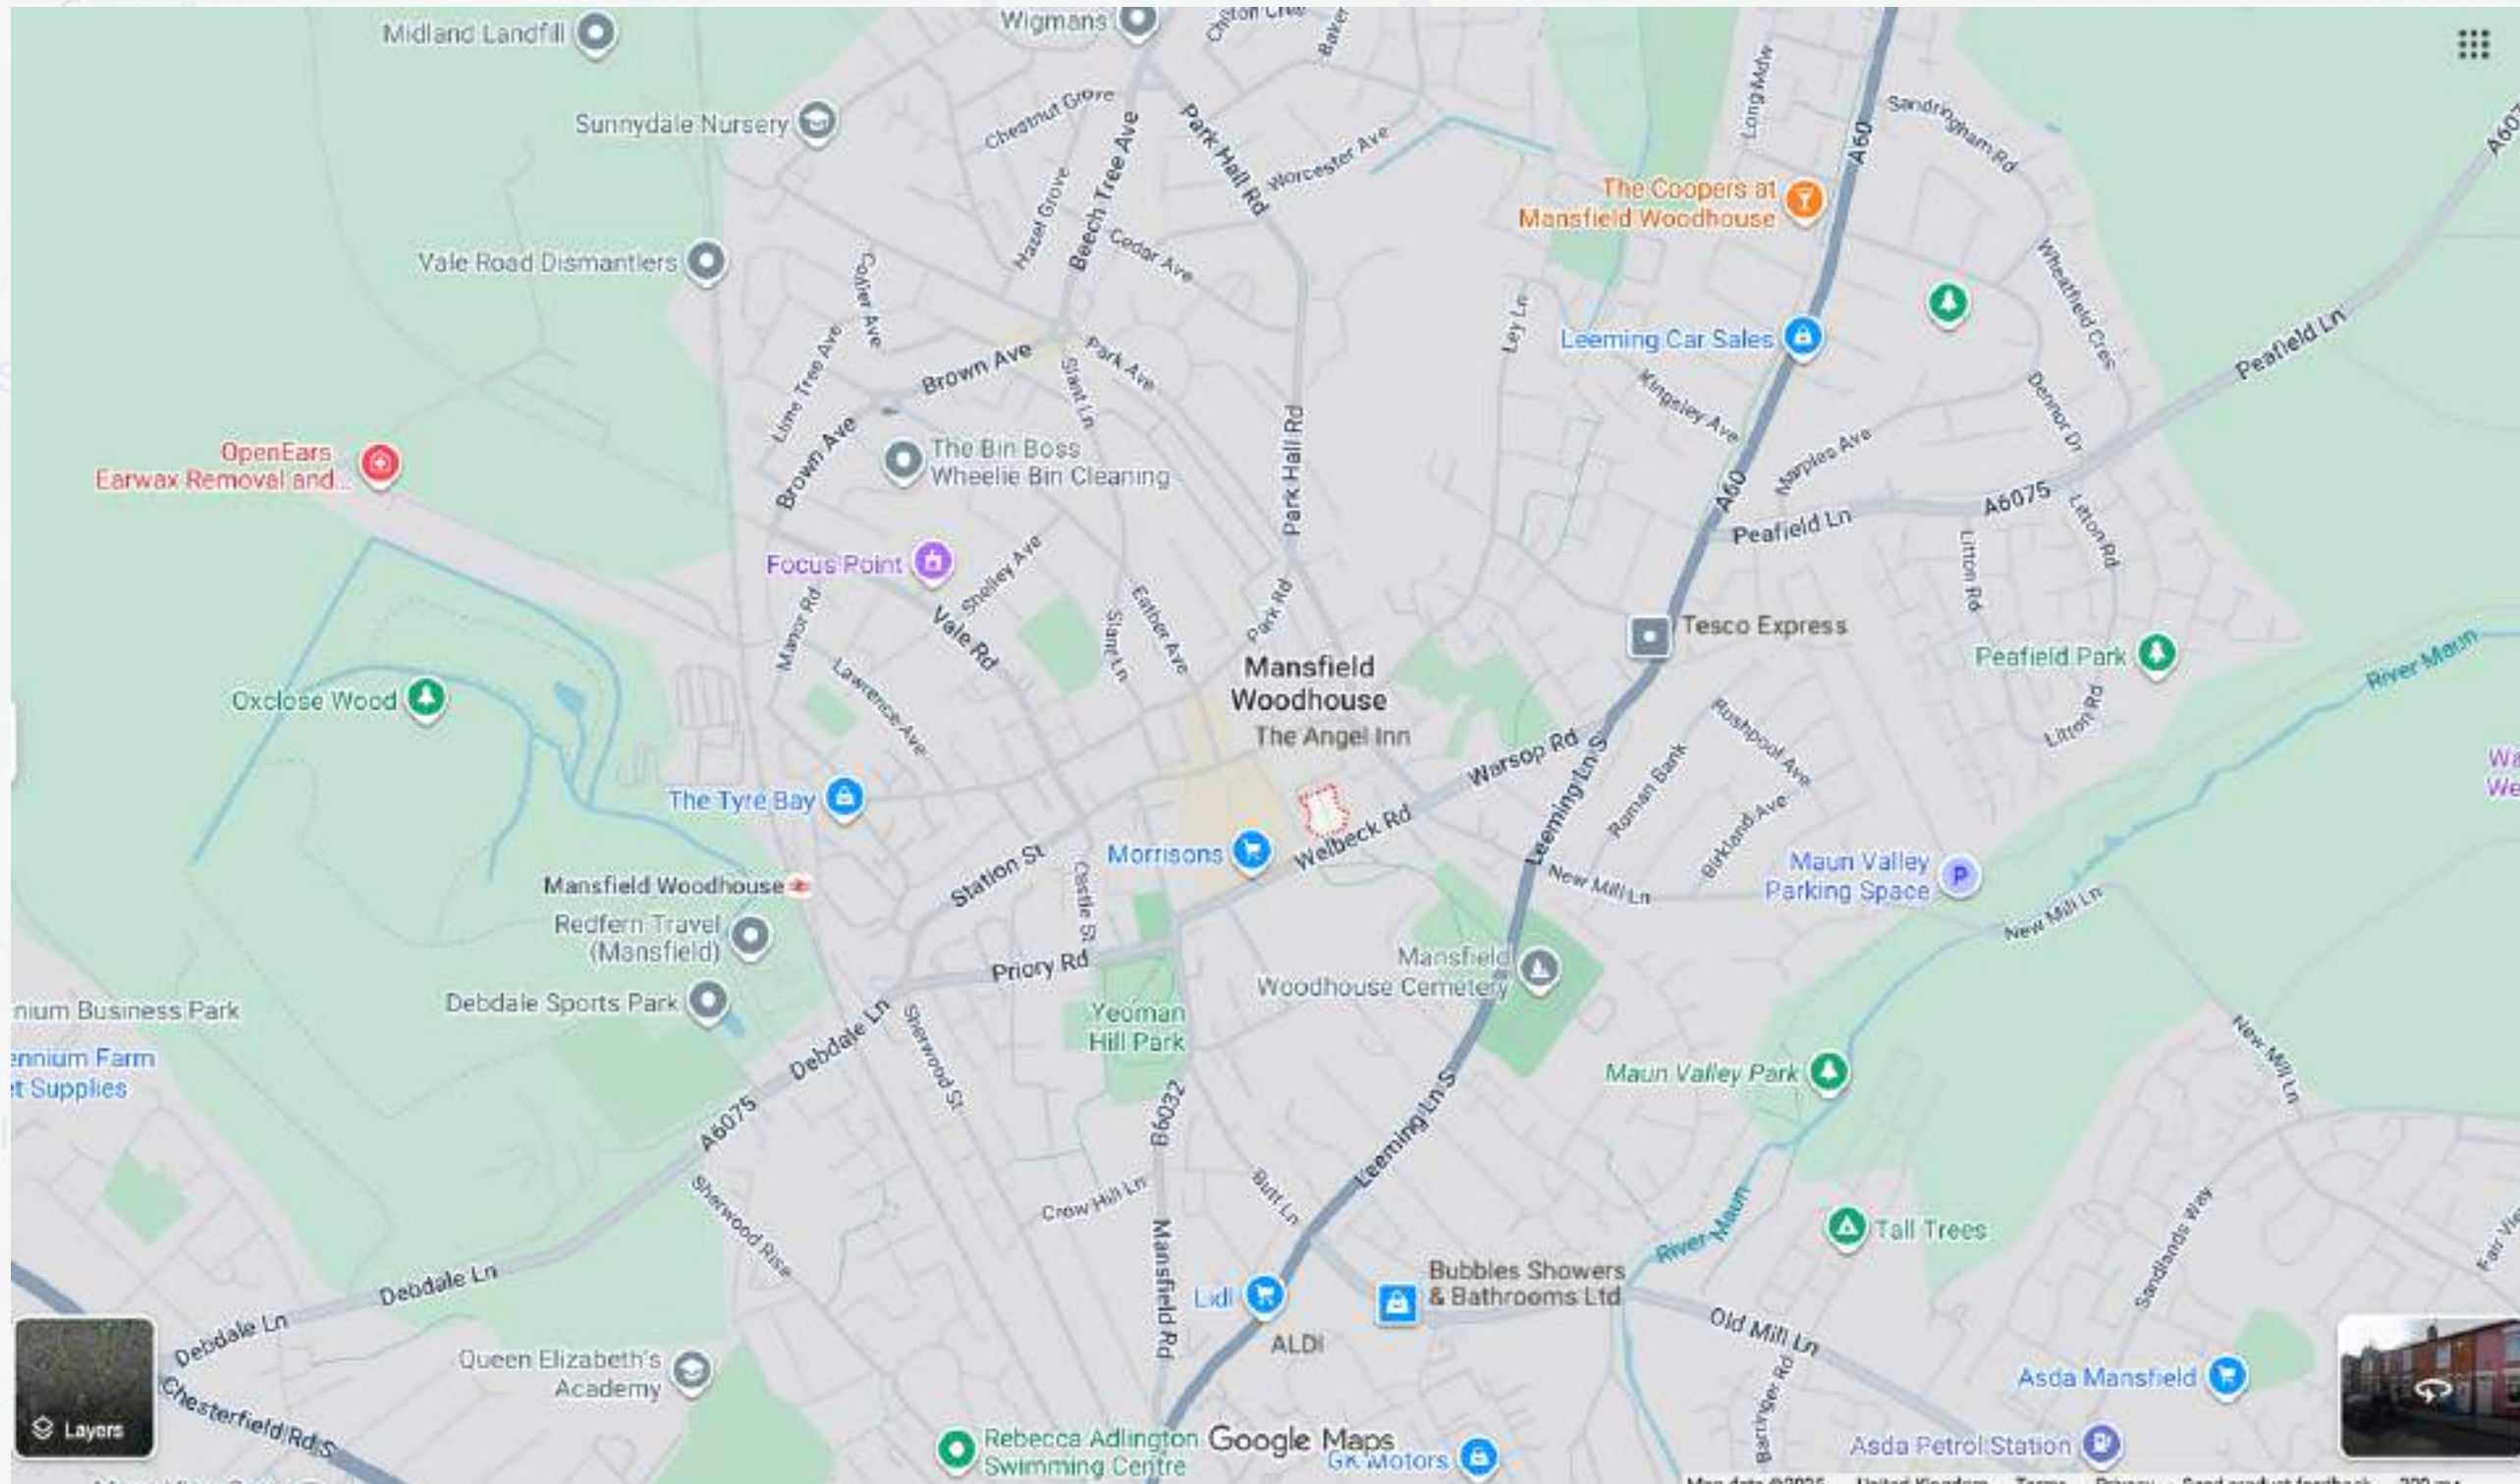 Midland Landfill
Wigmans
Sunnydale Nursery
Chestnut Grove
Beech Tree Ave
Park Hall Rd
Worcester Ave
Long Mdw
A60
Sandringham Rd
The Coopers at
Mansfield Woodhouse
Vale Road Dismantlers
Hazel Grove
Cedar Ave
Collier Ave
Lime Tree Ave
Wheatfield Cres
Peafield Ln
Ley Ln
Leeming Car Sales
Brown Ave
Park Ave
Slant Ln
Kingsley Ave
Dennor Dr
OpenEars
Earwax Removal and...
Brown Ave
The Bin Boss
Wheelie Bin Cleaning
Park Hall Rd
A60
Marples Ave
Peafield Ln
A6075
Litton Rd
Litton Rd
Focus Point
Shelley Ave
Vale Rd
Manor Rd
Slant Ln
Park Rd
Tesco Express
Mansfield
Woodhouse
The Angel Inn
Peafield Park
River Maun
Litton Rd
Oxclose Wood
Lawrence Ave
Warsop Rd
Leeming Ln S
Rushpool Ave
Roman Bank
Birkland Ave
The Tyre Bay
Morrisons
Welbeck Rd
Station St
Castle St
New Mill Ln
Maun Valley
Parking Space
New Mill Ln
Mansfield Woodhouse
Redfern Travel
(Mansfield)
Priory Rd
Mansfield
Woodhouse Cemetery
Debdale Sports Park
nium Business Park
Debdale Ln
Sherwood St
Yeoman
Hill Park
ennium Farm
t Supplies
Maun Valley Park
New Mill Ln
A6075
B6032
Leeming Ln S
Crow Hill Ln
Butt Ln
Sherwood Rise
Mansfield Rd
River Maun
Tall Trees
Sandlands Way
Debdale Ln
Lidl
Bubbles Showers
& Bathrooms Ltd
ALDI
Old Mill Ln
Debdale Ln
Queen Elizabeth's
Academy
Barringer Rd
Asda Mansfield
Chesterfield Rd S
Layers
Rebecca Adlington
Swimming Centre
Google Maps
GK Motors
Asda Petrol Station